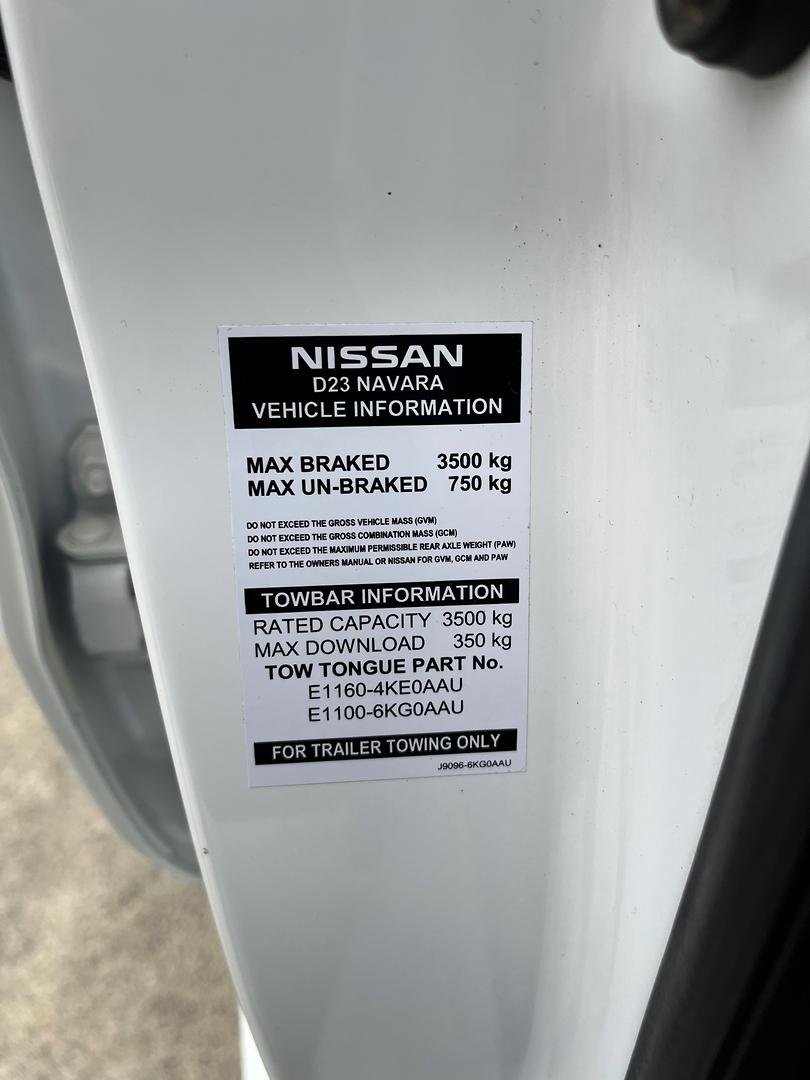 NISSAN
D23 NAVARA
VEHICLE INFORMATION
MAX BRAKED 3500 kg
MAX UN-BRAKED 750 kg
DO NOT EXCEED THE GROSS VEHICLE MASS (GVM)
DO NOT EXCEED THE GROSS COMBINATION MASS (GCM)
DO NOT EXCEED THE MAXIMUM PERMISSIBLE REAR AXLE WEIGHT (PAW)
REFER TO THE OWNERS MANUAL OR NISSAN FOR GVM, GCM AND PAW
TOWBAR INFORMATION
RATED CAPACITY 3500 kg
MAX DOWNLOAD 350 kg
TOW TONGUE PART No.
E1160-4KE0AAU
E1100-6KG0AAU
FOR TRAILER TOWING ONLY
J9096-6KG0AAU